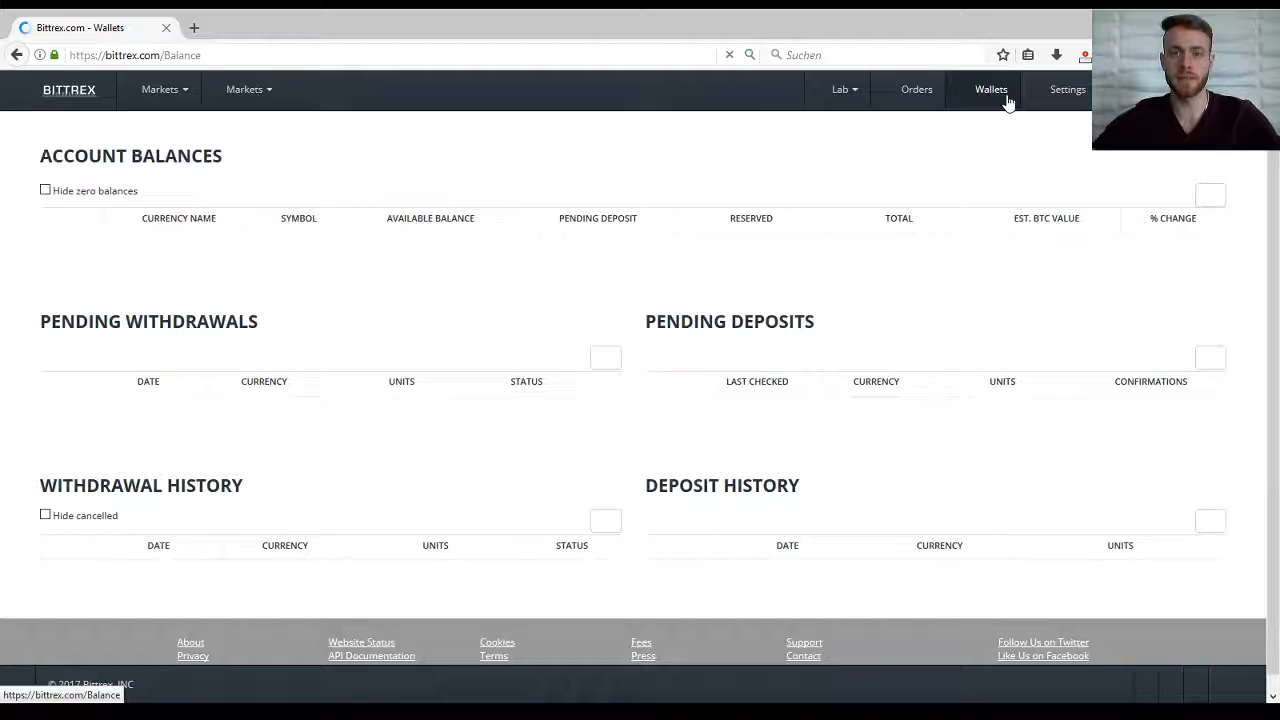 Bittrex.com - Wallets
https://bittrex.com/Balance
Suchen
BITTREX
Markets
Markets
Lab
Orders
Wallets
Settings
ACCOUNT BALANCES
Hide zero balances
CURRENCY NAME SYMBOL AVAILABLE BALANCE PENDING DEPOSIT RESERVED TOTAL EST. BTC VALUE % CHANGE
PENDING WITHDRAWALS
DATE CURRENCY UNITS STATUS
PENDING DEPOSITS
LAST CHECKED CURRENCY UNITS CONFIRMATIONS
WITHDRAWAL HISTORY
Hide cancelled
DATE CURRENCY UNITS STATUS
DEPOSIT HISTORY
DATE CURRENCY UNITS
About Website Status Cookies Fees Support Follow Us on Twitter
Privacy API Documentation Terms Press Contact Like Us on Facebook
© 2017 Bittrex, INC
https://bittrex.com/Balance